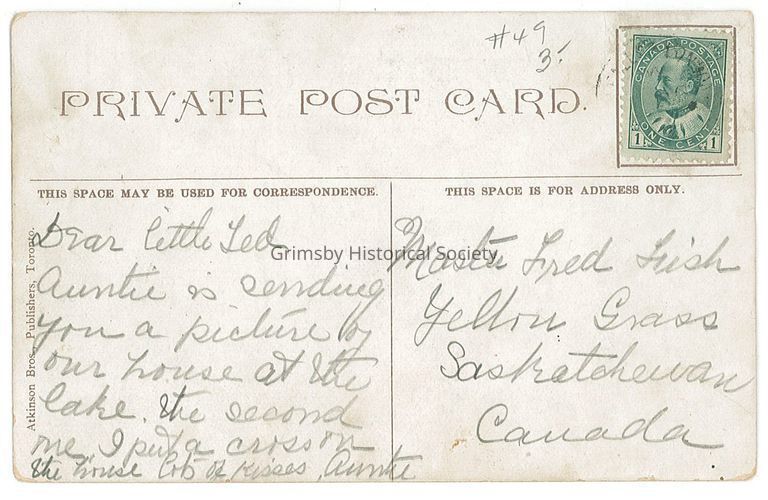 #49
3.-
CANADA POSTAGE
1 ONE CENT 1
PRIVATE POST CARD.
THIS SPACE MAY BE USED FOR CORRESPONDENCE.
THIS SPACE IS FOR ADDRESS ONLY.
Atkinson Bros., Publishers, Toronto.
Dear little Ted
Auntie is sending
you a picture of
our house at the
lake. the second
one I put a cross on
the house lots of kisses, Auntie
Grimsby Historical Society
Master Fred
Yellow Grass
Saskatchewan
Canada